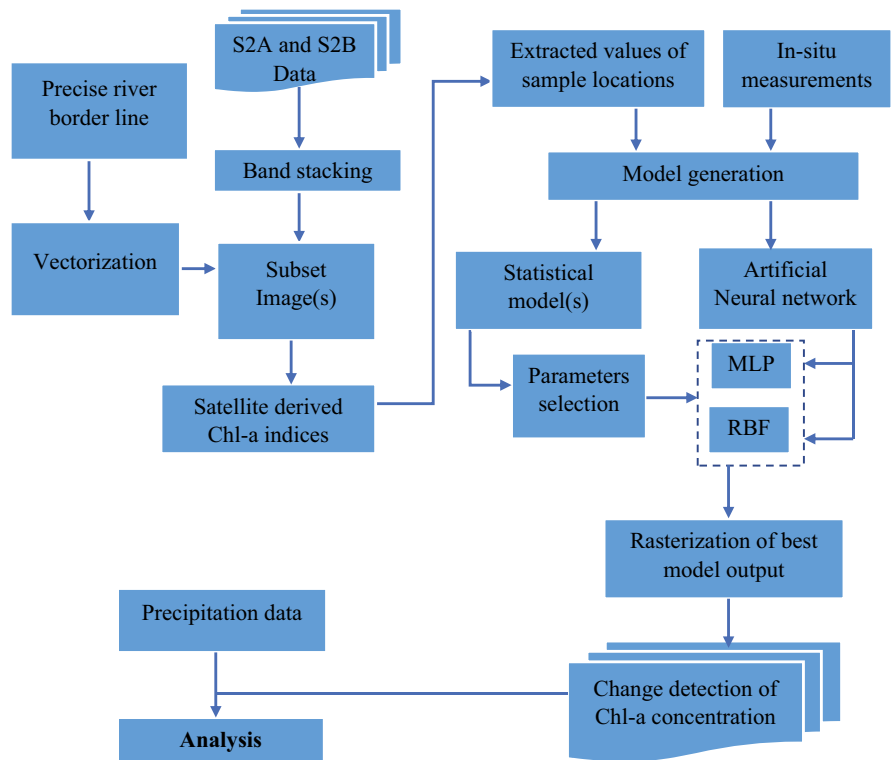 S2A and S2B
Data
Extracted values of
sample locations
In-situ
measurements
Precise river
border line
Band stacking
Model generation
Vectorization
Subset
Image(s)
Statistical
model(s)
Artificial
Neural network
MLP
Parameters
selection
Satellite derived
Chl-a indices
RBF
Rasterization of best
model output
Precipitation data
Change detection of
Chl-a concentration
Analysis